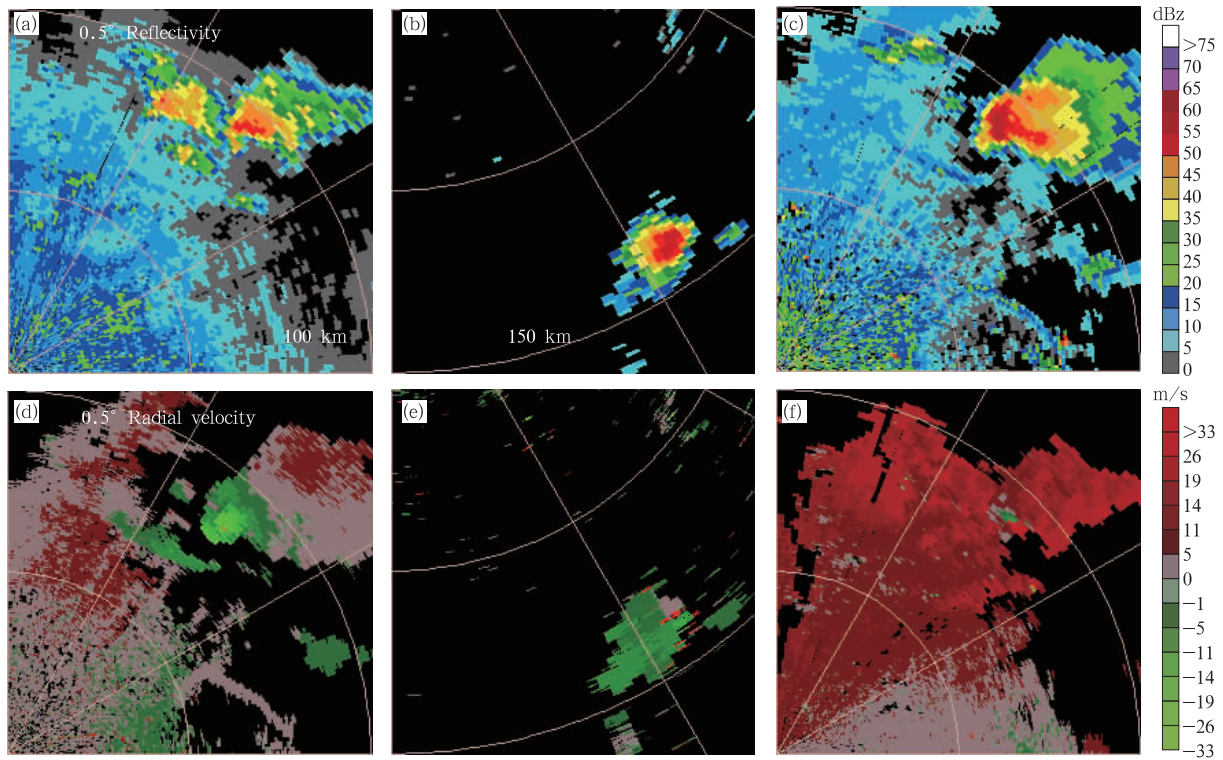 (a)
0.5° Reflectivity
100 km
(b)
150 km
(c)
dBz
>75
70
65
60
55
50
45
40
35
30
25
20
15
10
5
0
(d)
0.5° Radial velocity
(e)
(f)
m/s
>33
26
19
14
11
5
0
−1
−5
−11
−14
−19
−26
−33